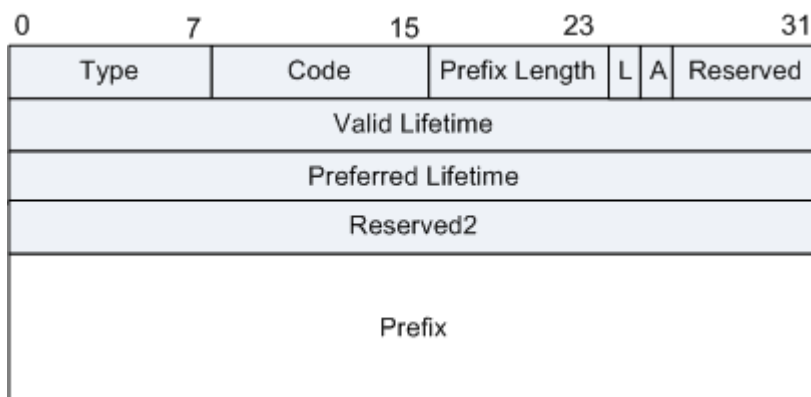 0 7 15 23 31
Type Code Prefix Length L A Reserved
Valid Lifetime
Preferred Lifetime
Reserved2
Prefix